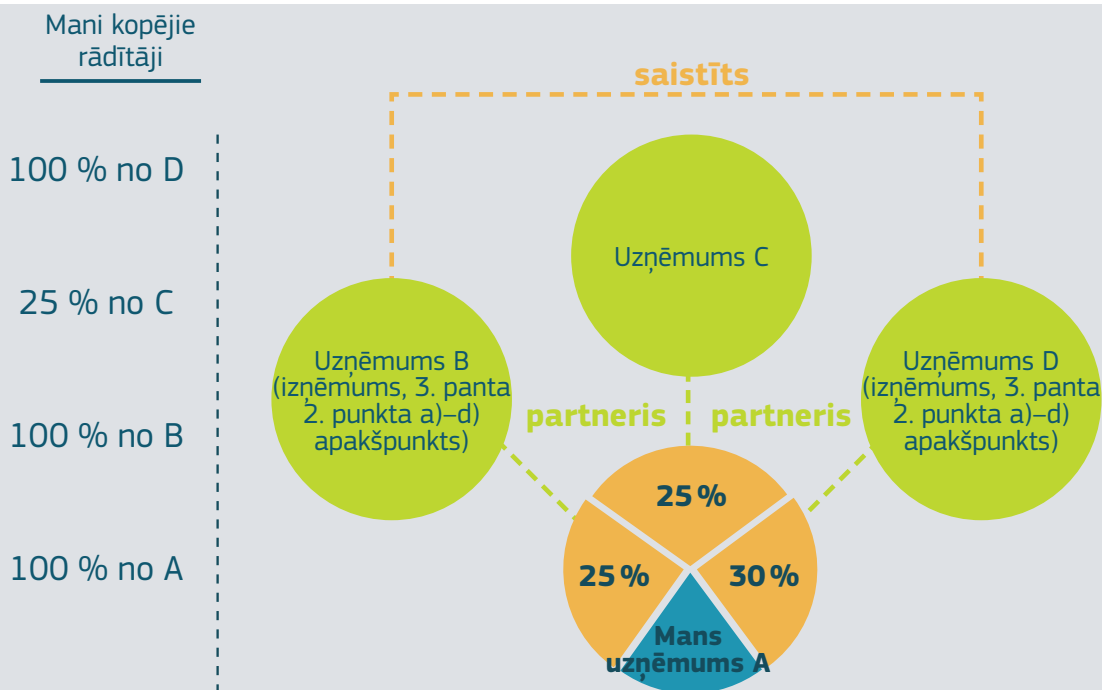 Mani kopējie
rādītāji
100 % no D
25 % no C
100 % no B
100 % no A
saistīts
Uzņēmums C
Uzņēmums B
(izņēmums, 3. panta
2. punkta a)–d)
apakšpunkts)
partneris
partneris
Uzņēmums D
(izņēmums, 3. panta
2. punkta a)–d)
apakšpunkts)
25 %
25 %
30 %
Mans
uzņēmums A